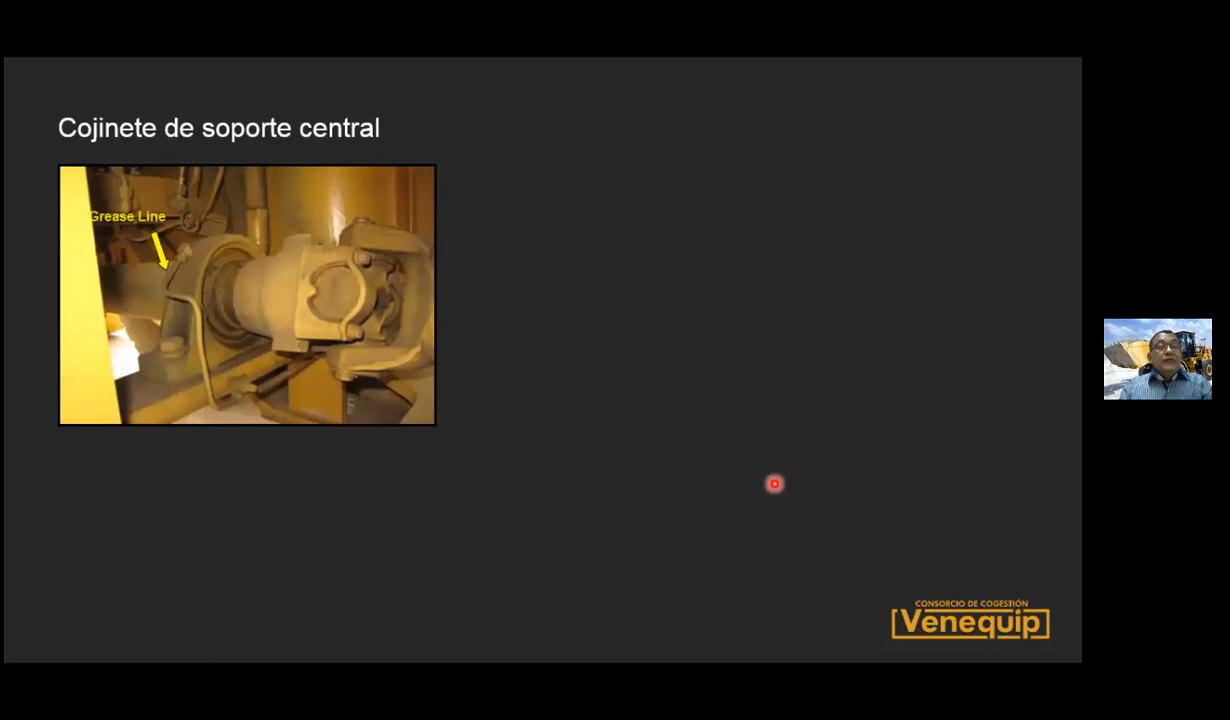 Cojinete de soporte central
Grease Line
CONSORCIO DE COGESTIÓN
Venequip